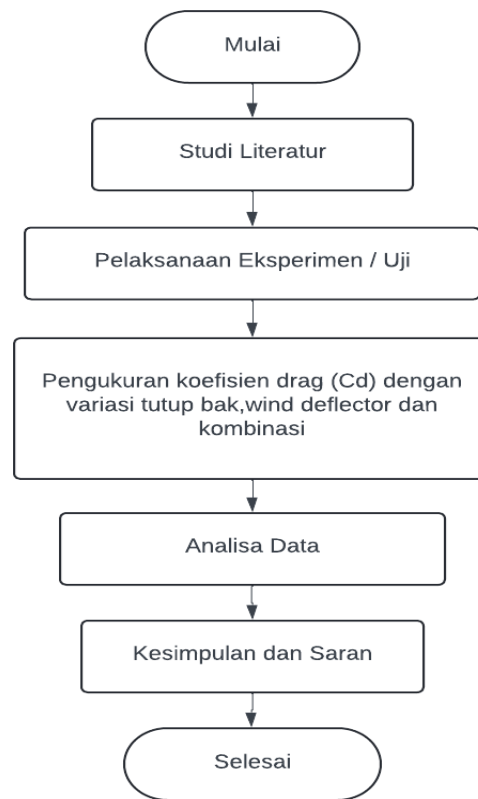 Mulai
Studi Literatur
Pelaksanaan Eksperimen / Uji
Pengukuran koefisien drag (Cd) dengan
variasi tutup bak,wind deflector dan
kombinasi
Analisa Data
Kesimpulan dan Saran
Selesai